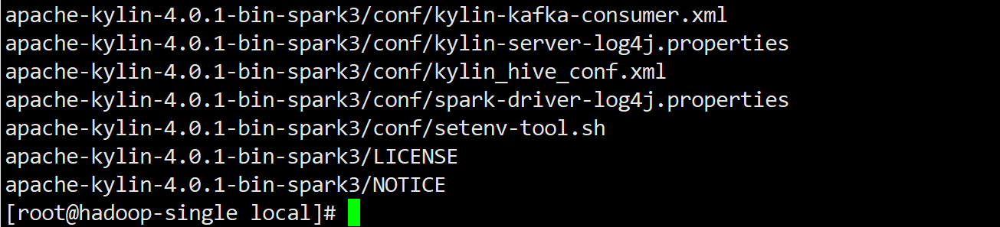 apache-kylin-4.0.1-bin-spark3/conf/kylin-kafka-consumer.xml
apache-kylin-4.0.1-bin-spark3/conf/kylin-server-log4j.properties
apache-kylin-4.0.1-bin-spark3/conf/kylin_hive_conf.xml
apache-kylin-4.0.1-bin-spark3/conf/spark-driver-log4j.properties
apache-kylin-4.0.1-bin-spark3/conf/setenv-tool.sh
apache-kylin-4.0.1-bin-spark3/LICENSE
apache-kylin-4.0.1-bin-spark3/NOTICE
[root@hadoop-single local]#